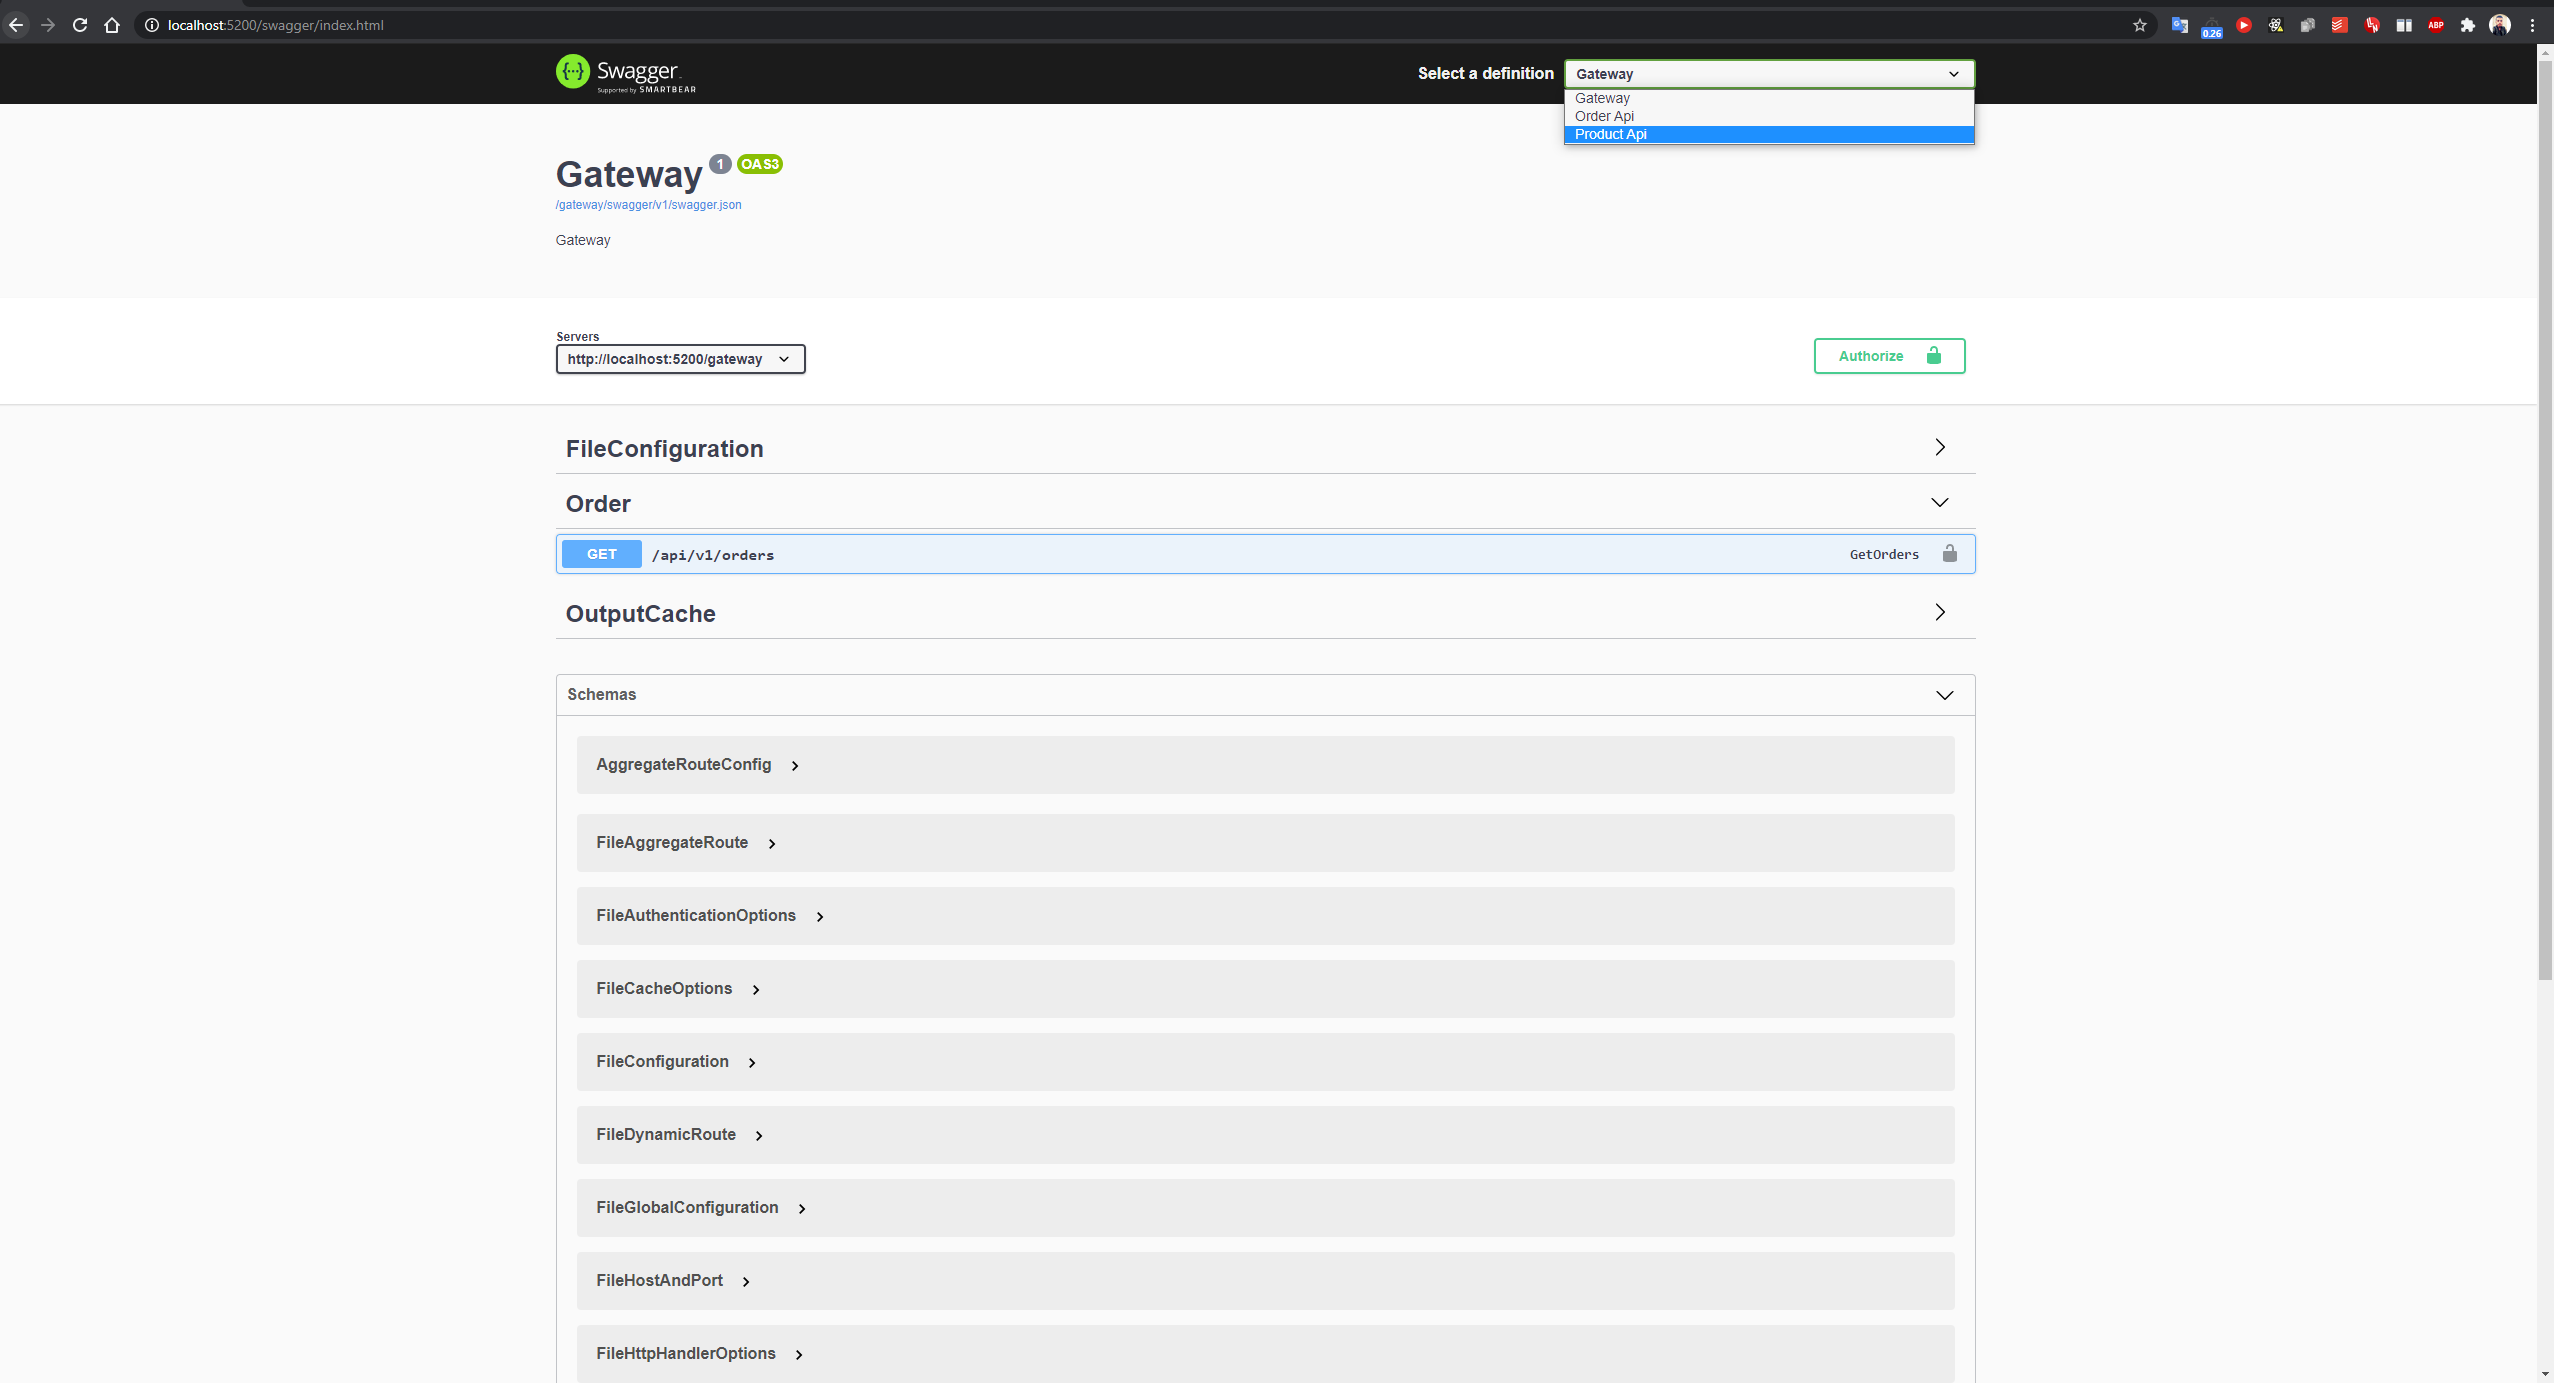 localhost:5200/swagger/index.html
0.26
ABP
Swagger
Supported by SMARTBEAR
Select a definition
Gateway
Gateway
Order Api
Product Api
Gateway 1 OAS3
/gateway/swagger/v1/swagger.json
Gateway
Servers
http://localhost:5200/gateway
Authorize
FileConfiguration
Order
GET /api/v1/orders GetOrders
OutputCache
Schemas
AggregateRouteConfig
FileAggregateRoute
FileAuthenticationOptions
FileCacheOptions
FileConfiguration
FileDynamicRoute
FileGlobalConfiguration
FileHostAndPort
FileHttpHandlerOptions